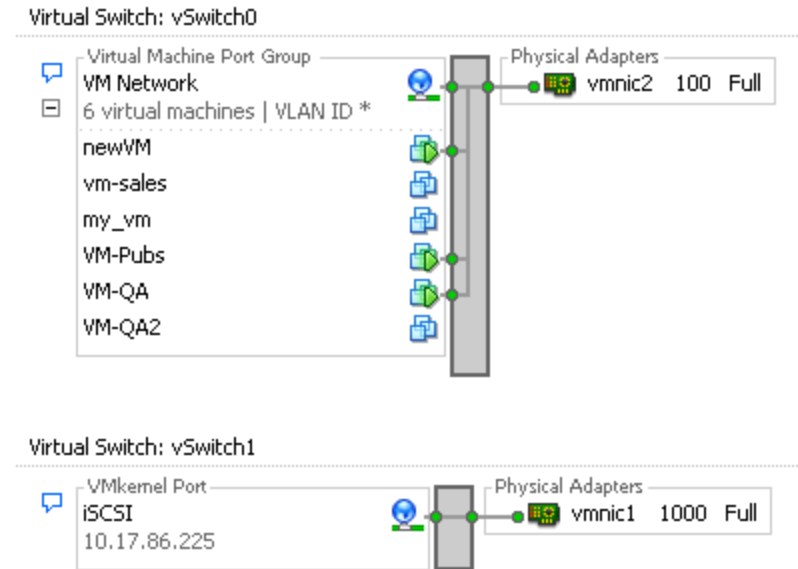 Virtual Switch: vSwitch0
Virtual Machine Port Group
Physical Adapters
VM Network
vmnic2 100 Full
6 virtual machines | VLAN ID *
newVM
vm-sales
my_vm
VM-Pubs
VM-QA
VM-QA2
Virtual Switch: vSwitch1
VMkernel Port
Physical Adapters
iSCSI
vmnic1 1000 Full
10.17.86.225